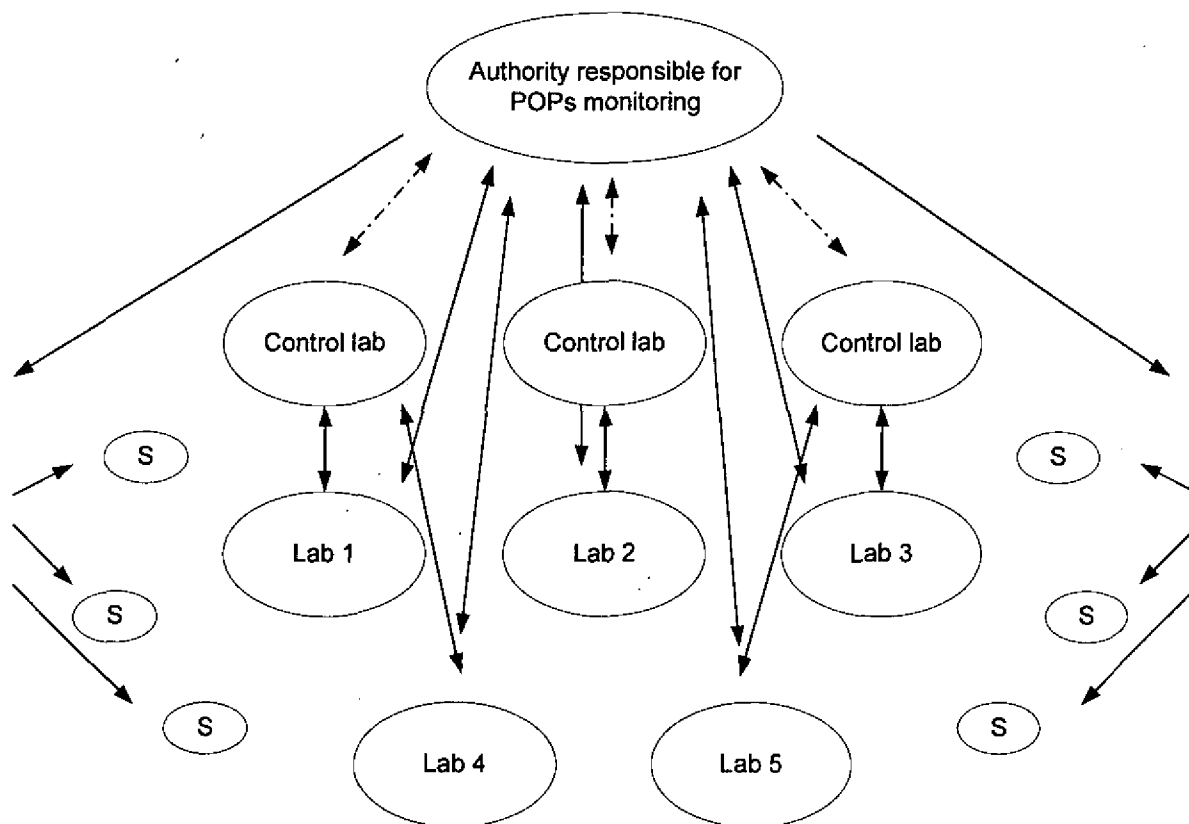 Authority responsible for
POPs monitoring
Control lab
Control lab
Control lab
S
S
Lab 1
Lab 2
Lab 3
S
S
S
S
Lab 4
Lab 5